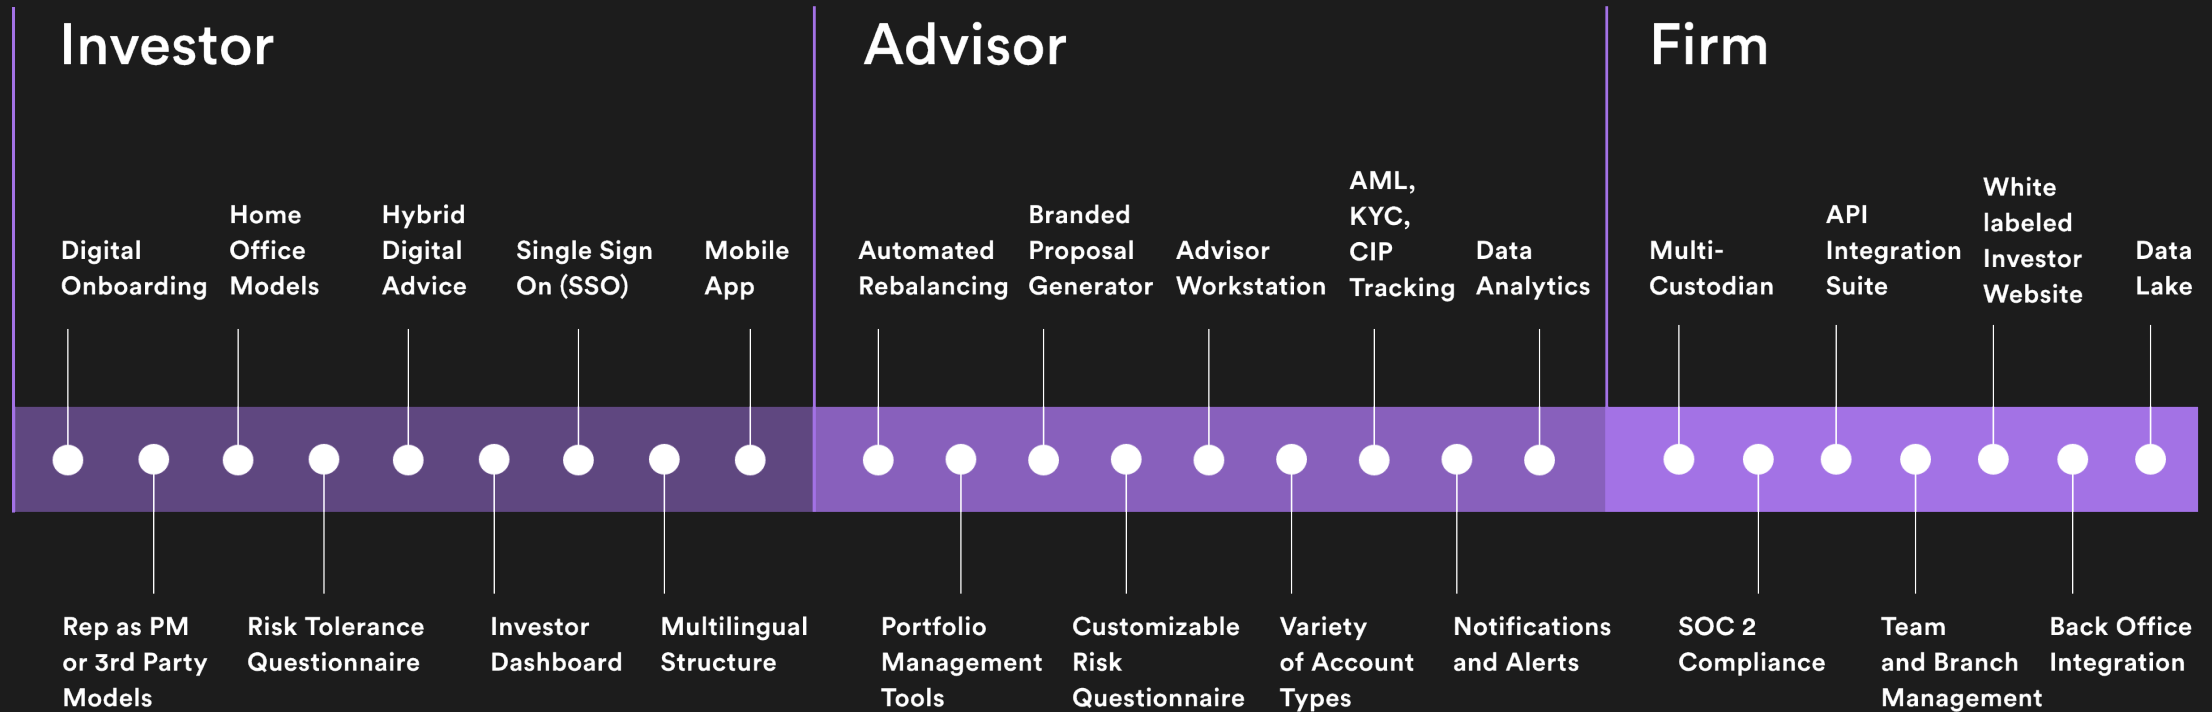 Investor
Advisor
Firm
Digital
Onboarding
Home
Office
Models
Hybrid
Digital
Advice
Single Sign
On (SSO)
Mobile
App
Automated
Rebalancing
Branded
Proposal
Generator
Advisor
Workstation
AML,
KYC,
CIP
Tracking
Data
Analytics
Multi-
Custodian
API
Integration
Suite
White
labeled
Investor
Website
Data
Lake
Rep as PM
or 3rd Party
Models
Risk Tolerance
Questionnaire
Investor
Dashboard
Multilingual
Structure
Portfolio
Management
Tools
Customizable
Risk
Questionnaire
Variety
of Account
Types
Notifications
and Alerts
SOC 2
Compliance
Team
and Branch
Management
Back Office
Integration